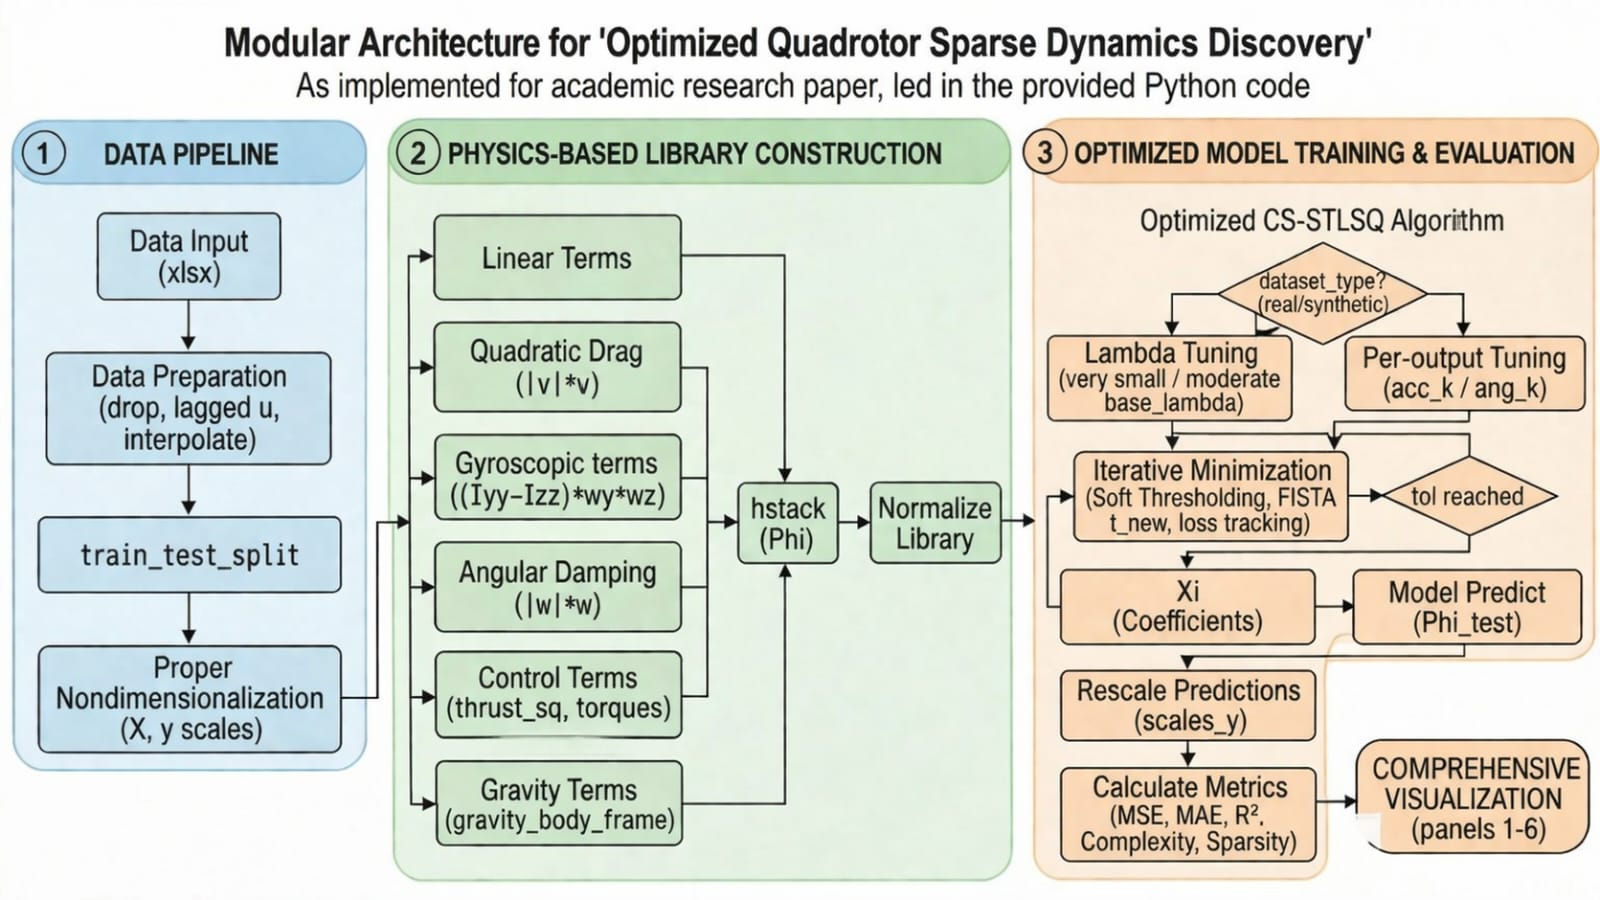 Modular Architecture for 'Optimized Quadrotor Sparse Dynamics Discovery'
As implemented for academic research paper, led in the provided Python code
1 DATA PIPELINE
Data Input
(xlsx)
Data Preparation
(drop, lagged u,
interpolate)
train_test_split
Proper
Nondimensionalization
(X, y scales)
2 PHYSICS-BASED LIBRARY CONSTRUCTION
Linear Terms
Quadratic Drag
(|v|*v)
Gyroscopic terms
((Iyy-Izz)*wy*wz)
Angular Damping
(|w|*w)
Control Terms
(thrust_sq, torques)
Gravity Terms
(gravity_body_frame)
hstack
(Phi)
Normalize
Library
3 OPTIMIZED MODEL TRAINING & EVALUATION
Optimized CS-STLSQ Algorithm
dataset_type?
(real/synthetic)
Lambda Tuning
(very small / moderate
base_lambda)
Per-output Tuning
(acc_k / ang_k)
Iterative Minimization
(Soft Thresholding, FISTA
t_new, loss tracking)
tol reached
Xi
(Coefficients)
Model Predict
(Phi_test)
Rescale Predictions
(scales_y)
Calculate Metrics
(MSE, MAE, R².
Complexity, Sparsity)
COMPREHENSIVE
VISUALIZATION
(panels 1-6)